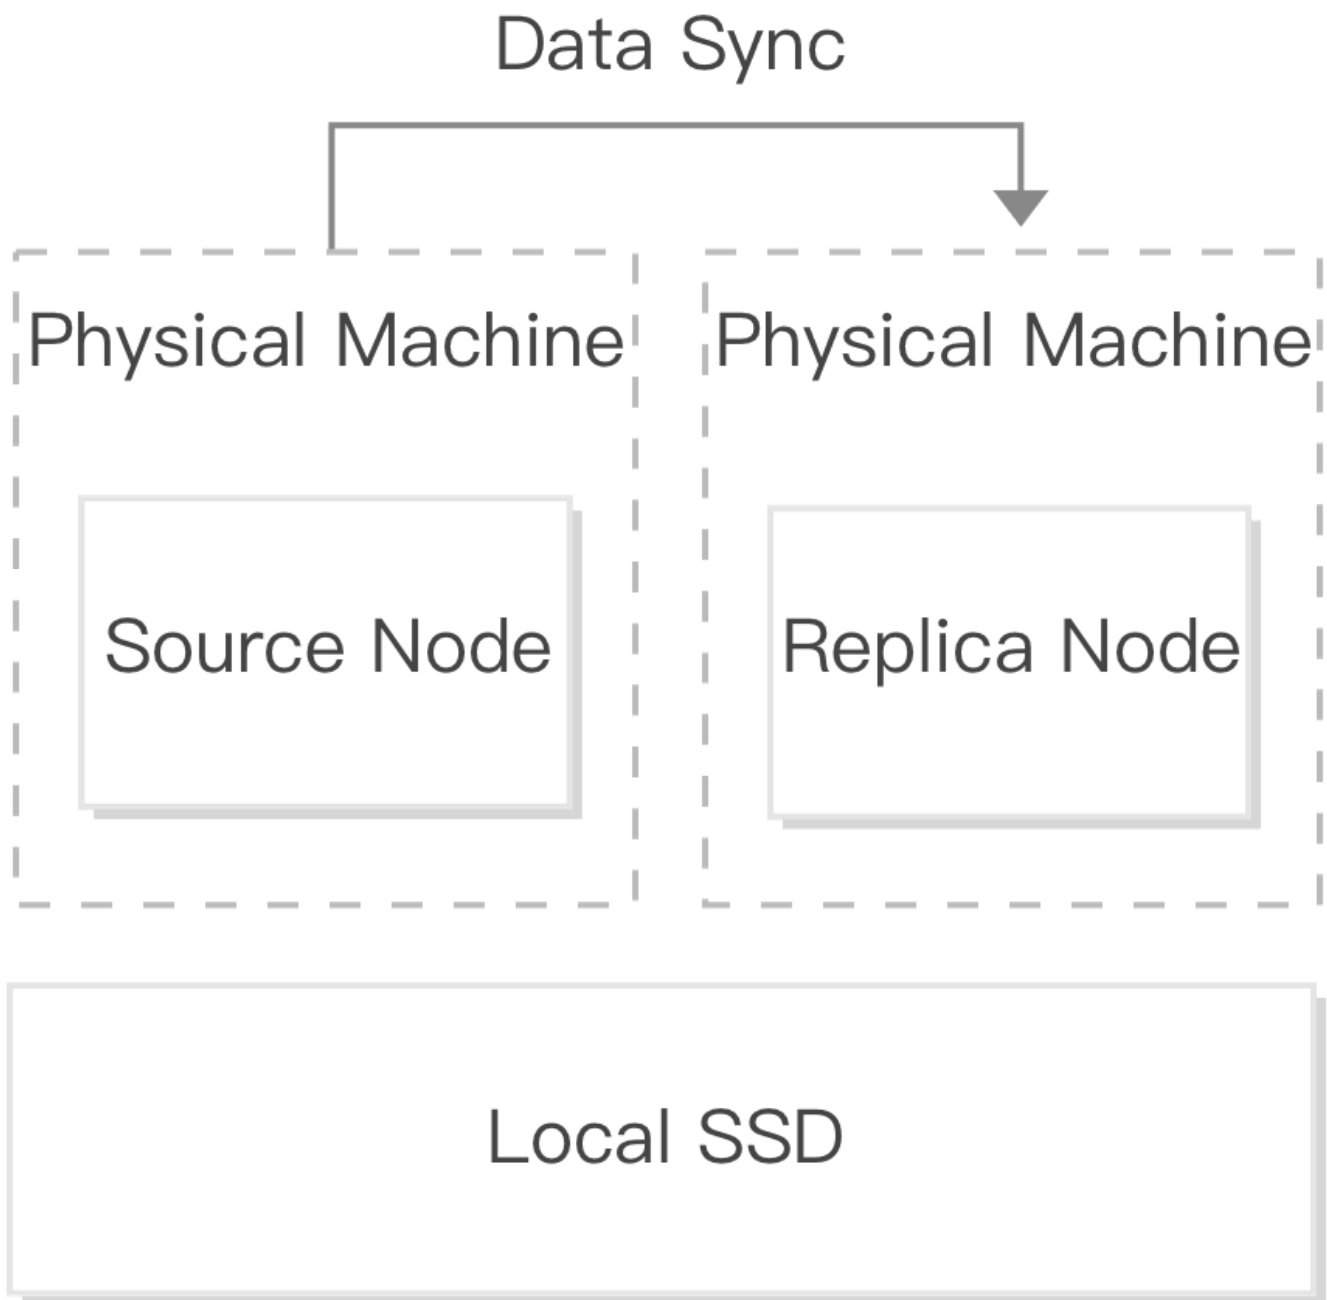 Data Sync
Physical Machine
Physical Machine
Source Node
Replica Node
Local SSD